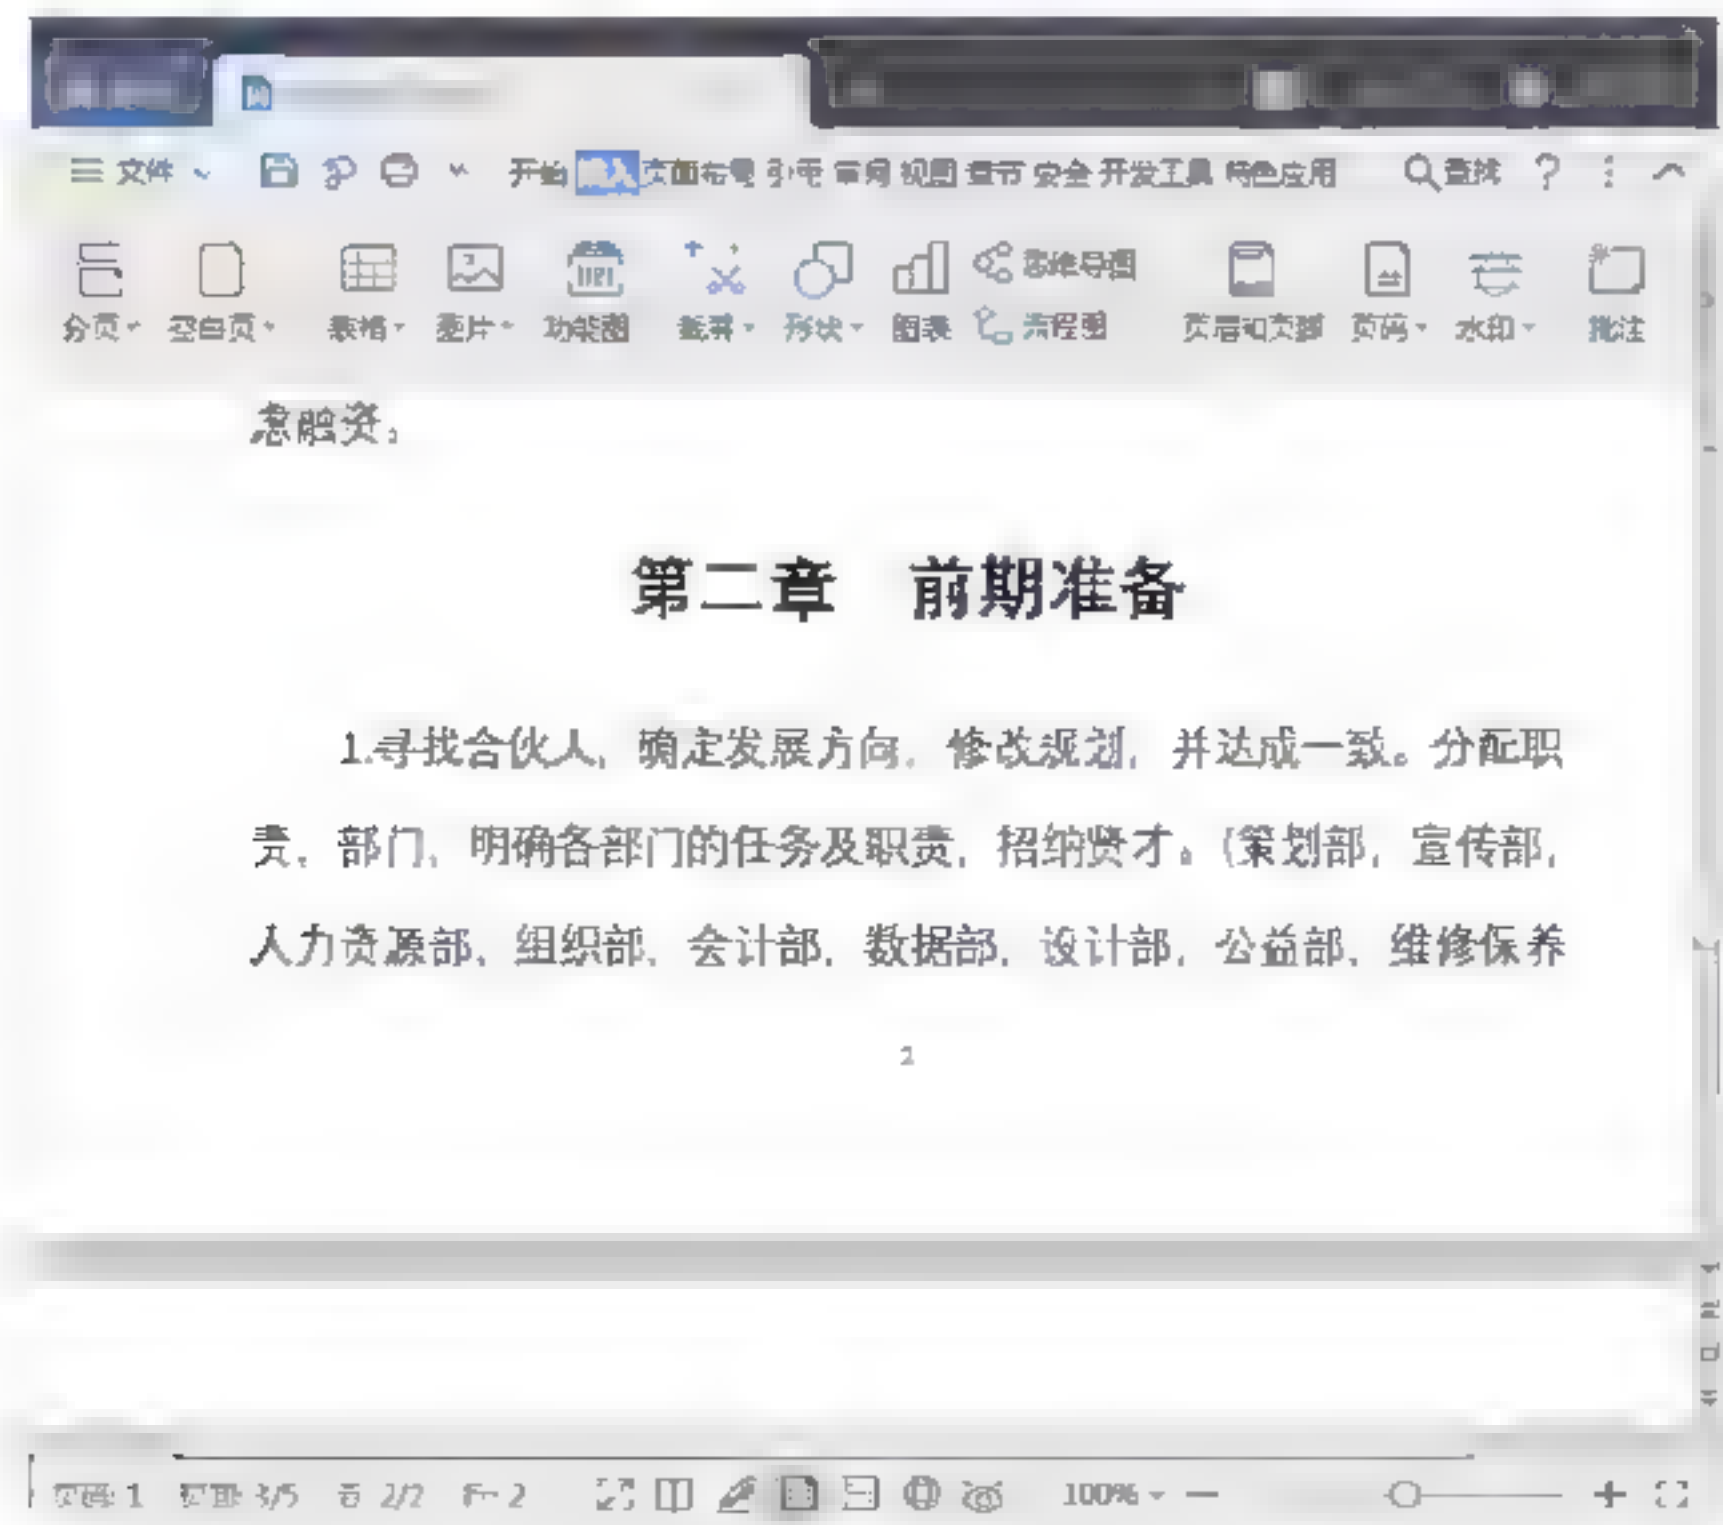 文件 开始 插入 页面布局 引用 审阅 视图 章节 安全 开发工具 特色应用 查找
思维导图
分页 空白页 表格 图片 功能图 截屏 形状 图表 流程图 页眉和页脚 页码 水印 批注
第二章 前期准备
1.寻找合伙人,确定发展方向,修改规划,并达成一致。分配职
责、部门,明确各部门的任务及职责,招纳贤才。(策划部,宣传部,
人力资源部、组织部、会计部,数据部、设计部,公益部、维修保养
2
页码: 1 页面: 3/5 节: 2/2 行: 2 100%